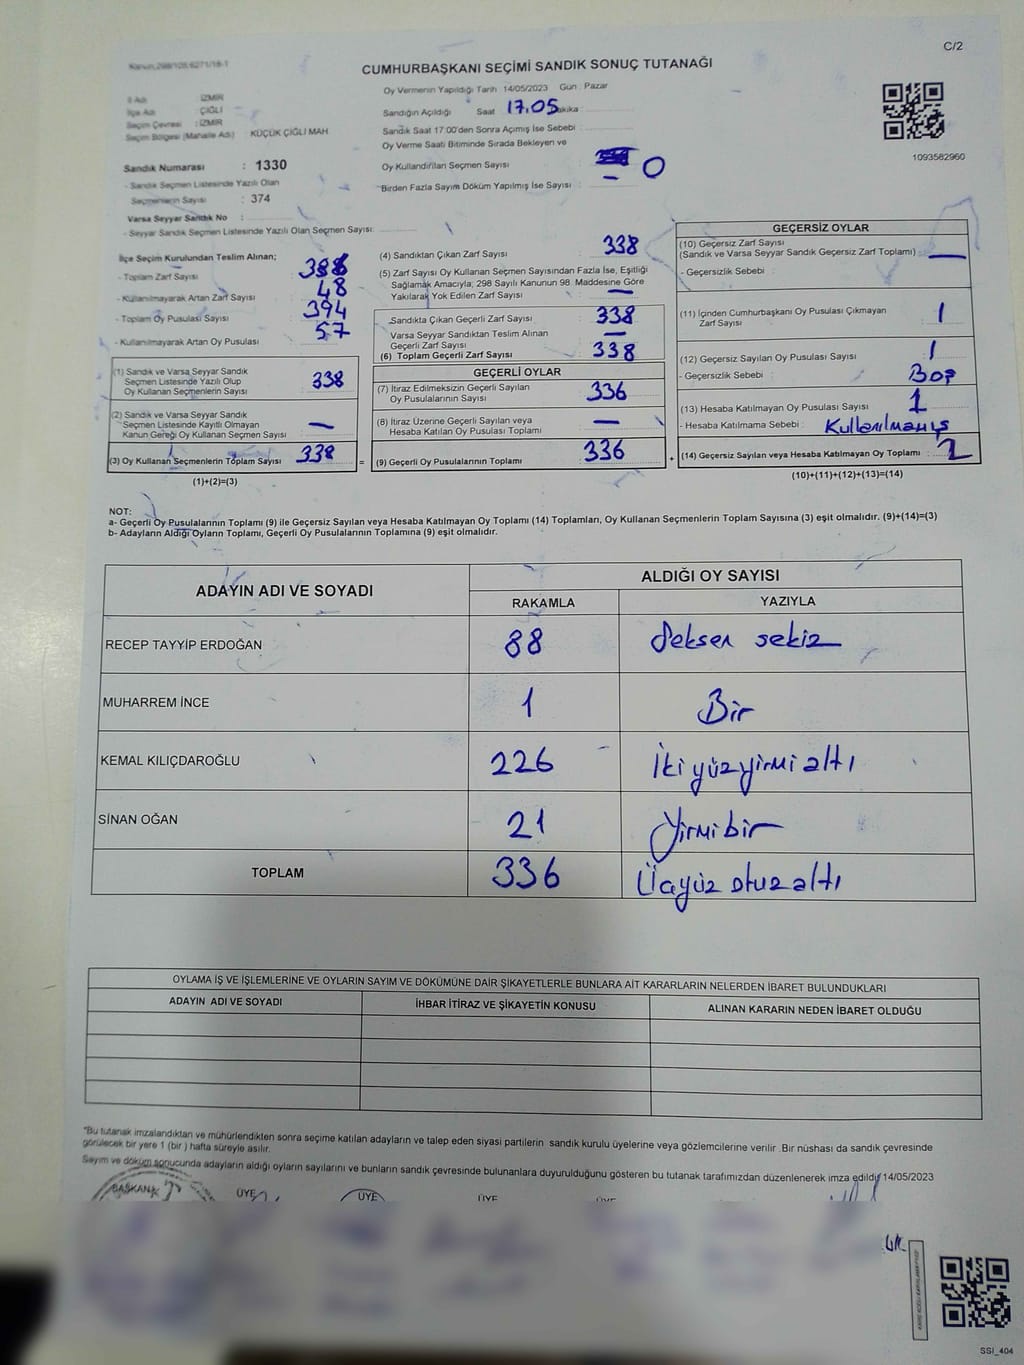 C/2
Kanun,298/105,6271/18-1
CUMHURBAŞKANI SEÇİMİ SANDIK SONUÇ TUTANAĞI
İl Adı : İZMİR
İlçe Adı : ÇİĞLİ
Seçim Çevresi : İZMİR
Seçim Bölgesi (Mahalle Adı) : KÜÇÜK ÇİĞLİ MAH
Sandık Numarası : 1330
- Sandık Seçmen Listesinde Yazılı Olan
Seçmenlerin Sayısı : 374
Varsa Seyyar Sandık No :
- Seyyar Sandık Seçmen Listesinde Yazılı Olan Seçmen Sayısı:
Oy Vermenin Yapıldığı Tarih 14/05/2023 Gün : Pazar
Sandığın Açıldığı Saat 17.05 Dakika :
Sandık Saat 17:00'den Sonra Açımış İse Sebebi :
Oy Verme Saati Bitiminde Sırada Bekleyen ve
Oy Kullandırılan Seçmen Sayısı : 0
Birden Fazla Sayım Döküm Yapılmış İse Sayısı : —
1093582960
İlçe Seçim Kurulundan Teslim Alınan;
- Toplam Zarf Sayısı :
- Kullanılmayarak Artan Zarf Sayısı : 48
- Toplam Oy Pusulası Sayısı : 394
- Kullanılmayarak Artan Oy Pusulası : 57
(1) Sandık ve Varsa Seyyar Sandık
Seçmen Listesinde Yazılı Olup
Oy Kullanan Seçmenlerin Sayısı : 338
(2) Sandık ve Varsa Seyyar Sandık
Seçmen Listesinde Kayıtlı Olmayan
Kanun Gereği Oy Kullanan Seçmen Sayısı : —
(3) Oy Kullanan Seçmenlerin Toplam Sayısı : 338
(1)+(2)=(3)
(4) Sandıktan Çıkan Zarf Sayısı : 338
(5) Zarf Sayısı Oy Kullanan Seçmen Sayısından Fazla İse, Eşitliği
Sağlamak Amacıyla; 298 Sayılı Kanunun 98. Maddesine Göre
Yakılarak Yok Edilen Zarf Sayısı : —
Sandıkta Çıkan Geçerli Zarf Sayısı : 338
Varsa Seyyar Sandıktan Teslim Alınan
Geçerli Zarf Sayısı : —
(6) Toplam Geçerli Zarf Sayısı : 338
GEÇERLİ OYLAR
(7) İtiraz Edilmeksizin Geçerli Sayılan
Oy Pusulalarının Sayısı : 336
(8) İtiraz Üzerine Geçerli Sayılan veya
Hesaba Katılan Oy Pusulası Toplamı : —
= (9) Geçerli Oy Pusulalarının Toplamı : 336
GEÇERSİZ OYLAR
(10) Geçersiz Zarf Sayısı
(Sandık ve Varsa Seyyar Sandık Geçersiz Zarf Toplamı) : —
- Geçersizlik Sebebi :
(11) İçinden Cumhurbaşkanı Oy Pusulası Çıkmayan
Zarf Sayısı : 1
(12) Geçersiz Sayılan Oy Pusulası Sayısı : 1
- Geçersizlik Sebebi : Boş
(13) Hesaba Katılmayan Oy Pusulası Sayısı : 1
- Hesaba Katılmama Sebebi : Kullanılmamış
+ (14) Geçersiz Sayılan veya Hesaba Katılmayan Oy Toplamı : 2
(10)+(11)+(12)+(13)=(14)
NOT:
a- Geçerli Oy Pusulalarının Toplamı (9) ile Geçersiz Sayılan veya Hesaba Katılmayan Oy Toplamı (14) Toplamları, Oy Kullanan Seçmenlerin Toplam Sayısına (3) eşit olmalıdır. (9)+(14)=(3)
b- Adayların Aldığı Oyların Toplamı, Geçerli Oy Pusulalarının Toplamına (9) eşit olmalıdır.
ADAYIN ADI VE SOYADI
ALDIĞI OY SAYISI
RAKAMLA YAZIYLA
RECEP TAYYİP ERDOĞAN 88 Seksen sekiz
MUHARREM İNCE 1 Bir
KEMAL KILIÇDAROĞLU 226 İki yüz yirmi altı
SİNAN OĞAN 21 Yirmi bir
TOPLAM 336 Üçyüz otuz altı
OYLAMA İŞ VE İŞLEMLERİNE VE OYLARIN SAYIM VE DÖKÜMÜNE DAİR ŞİKAYETLERLE BUNLARA AİT KARARLARIN NELERDEN İBARET BULUNDUKLARI
ADAYIN ADI VE SOYADI İHBAR İTİRAZ VE ŞİKAYETİN KONUSU ALINAN KARARIN NEDEN İBARET OLDUĞU
*Bu tutanak imzalandıktan ve mühürlendikten sonra seçime katılan adayların ve talep eden siyasi partilerin sandık kurulu üyelerine veya gözlemcilerine verilir. Bir nüshası da sandık çevresinde
görülecek bir yere 1 (bir) hafta süreyle asılır.
Sayım ve döküm sonucunda adayların aldığı oyların sayılarını ve bunların sandık çevresinde bulunanlara duyurulduğunu gösteren bu tutanak tarafımızdan düzenlenerek imza edildi. 14/05/2023
BAŞKAN ÜYE ÜYE ÜYE ÜYE
SSI_404